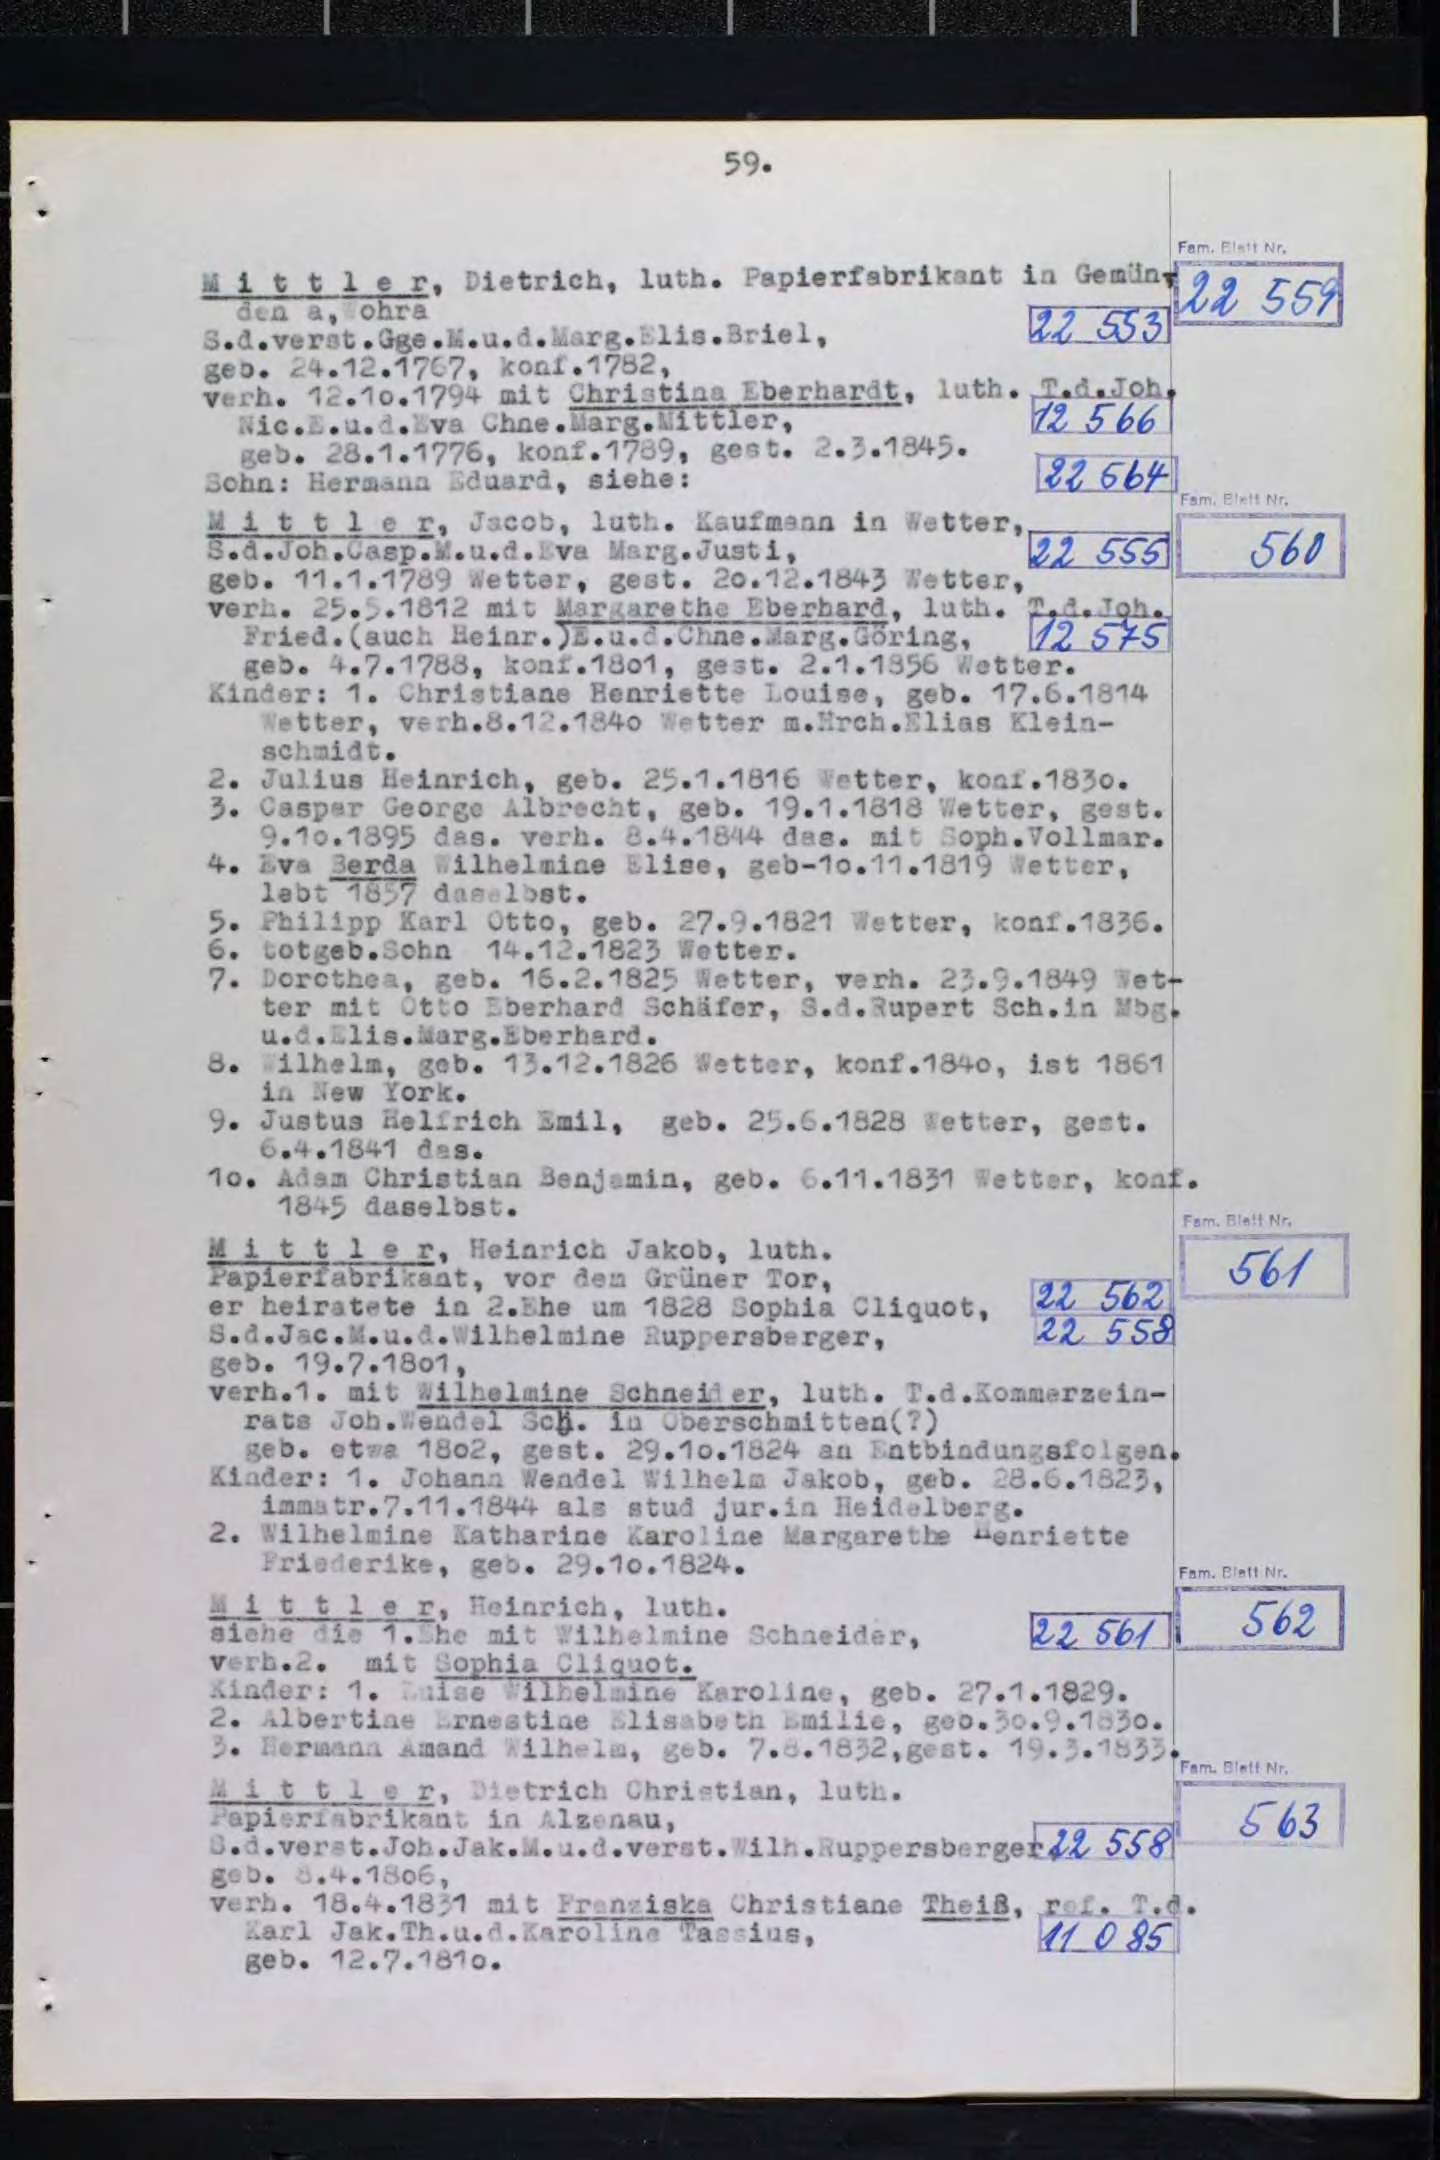 59.
Fam. Blatt Nr.
M i t t l e r, Dietrich, luth. Papierfabrikant in Gemün-
22 559
den a, Wohra
S.d.verst.Gge.M.u.d.Marg.Elis.Briel,
22 553
geb. 24.12.1767, konf.1782,
verh. 12.1o.1794 mit Christina Eberhardt, luth. T.d.Joh.
Nic.E.u.d.Eva Chne.Marg.Mittler,
12 566
geb. 28.1.1776, konf.1789, gest. 2.3.1845.
Sohn: Hermann Eduard, siehe:
22 564
Fam. Blatt Nr.
M i t t l e r, Jacob, luth. Kaufmann in Wetter,
560
S.d.Joh.Casp.M.u.d.Eva Marg.Justi,
22 555
geb. 11.1.1789 Wetter, gest. 2o.12.1843 Wetter,
verh. 25.5.1812 mit Margarethe Eberhard, luth. T.d.Joh.
Fried.(auch Heinr.)E.u.d.Chne.Marg.Göring,
12 575
geb. 4.7.1788, konf.18o1, gest. 2.1.1856 Wetter.
Kinder: 1. Christiane Henriette Louise, geb. 17.6.1814
Wetter, verh.8.12.184o Wetter m.Hrch.Elias Klein-
schmidt.
2. Julius Heinrich, geb. 25.1.1816 Wetter, konf.183o.
3. Caspar George Albrecht, geb. 19.1.1818 Wetter, gest.
9.1o.1895 das. verh. 8.4.1844 das. mit Soph.Vollmar.
4. Eva Berda Wilhelmine Elise, geb-1o.11.1819 Wetter,
lebt 1857 daselbst.
5. Philipp Karl Otto, geb. 27.9.1821 Wetter, konf.1836.
6. totgeb.Sohn 14.12.1823 Wetter.
7. Dorothea, geb. 16.2.1825 Wetter, verh. 23.9.1849 Wet-
ter mit Otto Eberhard Schäfer, S.d.Rupert Sch.in Mbg.
u.d.Elis.Marg.Eberhard.
8. Wilhelm, geb. 13.12.1826 Wetter, konf.184o, ist 1861
in New York.
9. Justus Helfrich Emil, geb. 25.6.1828 Wetter, gest.
6.4.1841 das.
1o. Adam Christian Benjamin, geb. 6.11.1831 Wetter, konf.
1845 daselbst.
Fam. Blatt Nr.
M i t t l e r, Heinrich Jakob, luth.
561
Papierfabrikant, vor dem Grüner Tor,
er heiratete in 2.Ehe um 1828 Sophia Cliquot,
22 562
S.d.Jac.M.u.d.Wilhelmine Ruppersberger,
22 558
geb. 19.7.18o1,
verh.1. mit Wilhelmine Schneider, luth. T.d.Kommerzein-
rats Joh.Wendel Sch. in Oberschmitten(?)
geb. etwa 18o2, gest. 29.1o.1824 an Entbindungsfolgen.
Kinder: 1. Johann Wendel Wilhelm Jakob, geb. 28.6.1823,
immatr.7.11.1844 als stud jur.in Heidelberg.
2. Wilhelmine Katharine Karoline Margarethe Henriette
Friederike, geb. 29.1o.1824.
Fam. Blatt Nr.
M i t t l e r, Heinrich, luth.
562
siehe die 1.Ehe mit Wilhelmine Schneider,
22 561
verh.2. mit Sophia Cliquot.
Kinder: 1. Luise Wilhelmine Karoline, geb. 27.1.1829.
2. Albertine Ernestine Elisabeth Emilie, geb.3o.9.183o.
3. Hermann Amand Wilhelm, geb. 7.8.1832,gest. 19.3.1833.
Fam. Blatt Nr.
M i t t l e r, Dietrich Christian, luth.
563
Papierfabrikant in Alzenau,
S.d.verst.Joh.Jak.M.u.d.verst.Wilh.Ruppersberger,
22 558
geb. 8.4.18o6,
verh. 18.4.1831 mit Franziska Christiane Theiß, ref. T.d.
Karl Jak.Th.u.d.Karoline Tassius,
11 085
geb. 12.7.181o.